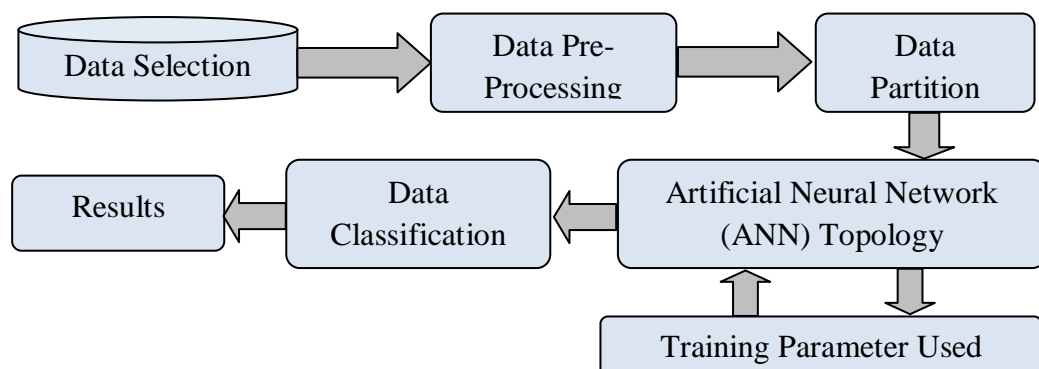 Data Selection
Data Pre-
Processing
Data
Partition
Artificial Neural Network
(ANN) Topology
Data
Classification
Results
Training Parameter Used